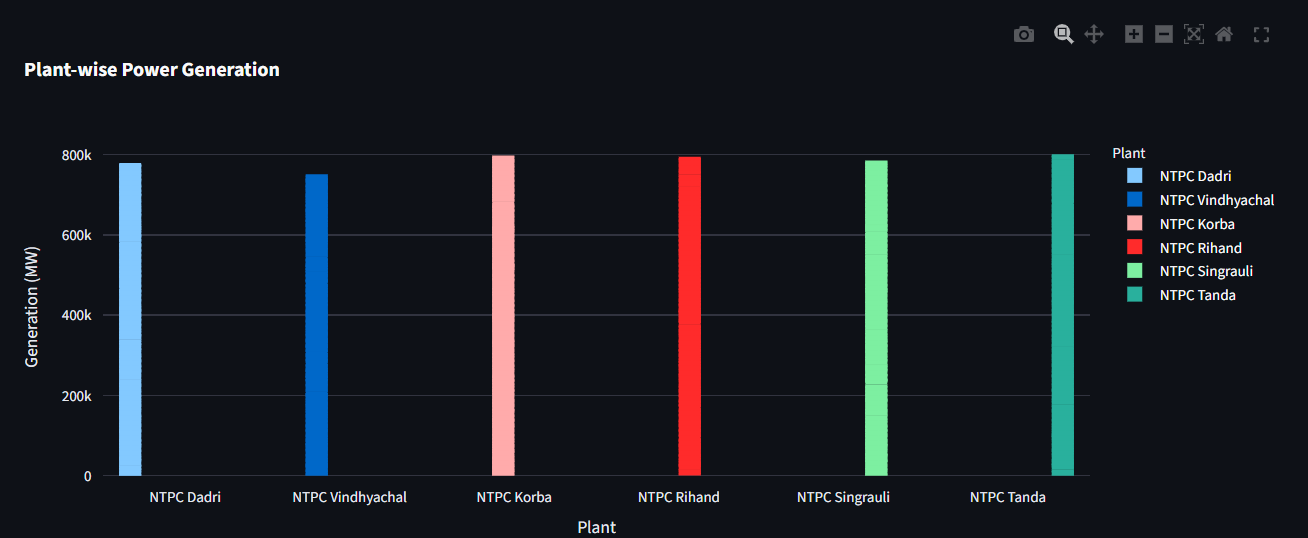 Plant-wise Power Generation
800k
600k
400k
200k
0
Generation (MW)
NTPC Dadri
NTPC Vindhyachal
NTPC Korba
NTPC Rihand
NTPC Singrauli
NTPC Tanda
Plant
Plant
NTPC Dadri
NTPC Vindhyachal
NTPC Korba
NTPC Rihand
NTPC Singrauli
NTPC Tanda